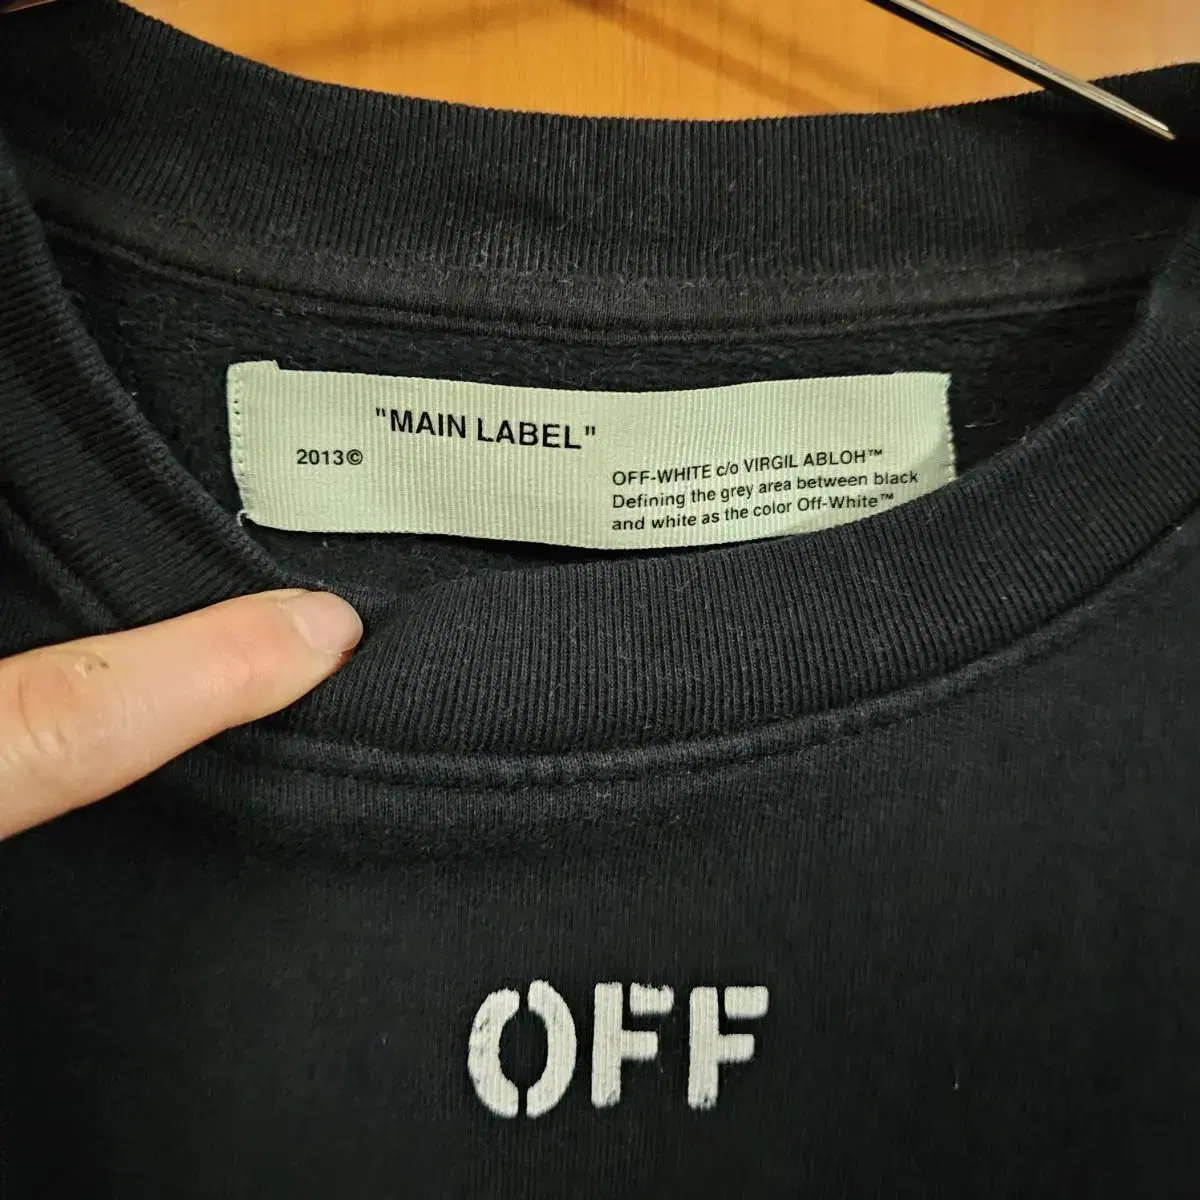 "MAIN LABEL"
2013©
OFF-WHITE c/o VIRGIL ABLOH™
Defining the grey area between black
and white as the color Off-White™
OFF